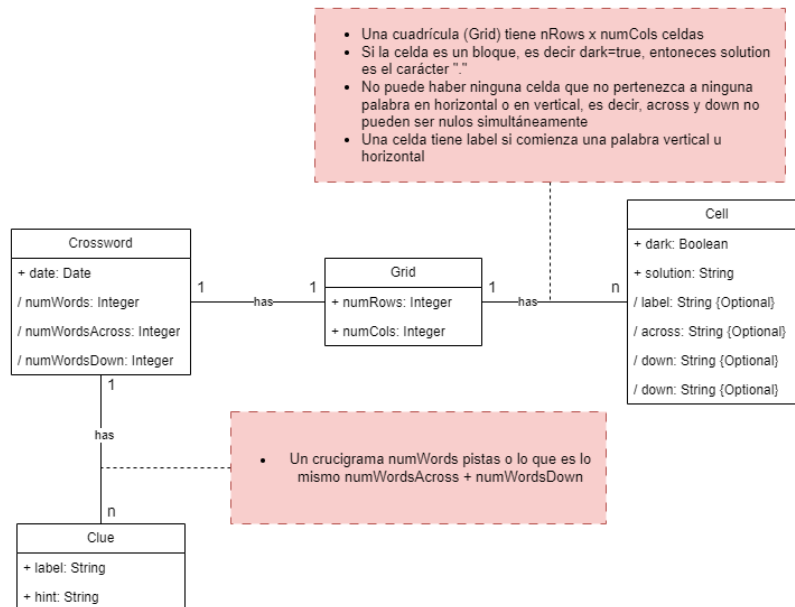 • Una cuadrícula (Grid) tiene nRows x numCols celdas
• Si la celda es un bloque, es decir dark=true, entoneces solution
es el carácter "."
• No puede haber ninguna celda que no pertenezca a ninguna
palabra en horizontal o en vertical, es decir, across y down no
pueden ser nulos simultáneamente
• Una celda tiene label si comienza una palabra vertical u
horizontal
Crossword
+ date: Date
/ numWords: Integer
/ numWordsAcross: Integer
/ numWordsDown: Integer
1
has
1
Grid
+ numRows: Integer
+ numCols: Integer
1
has
n
Cell
+ dark: Boolean
+ solution: String
/ label: String {Optional}
/ across: String {Optional}
/ down: String {Optional}
/ down: String {Optional}
1
has
n
• Un crucigrama numWords pistas o lo que es lo
mismo numWordsAcross + numWordsDown
Clue
+ label: String
+ hint: String